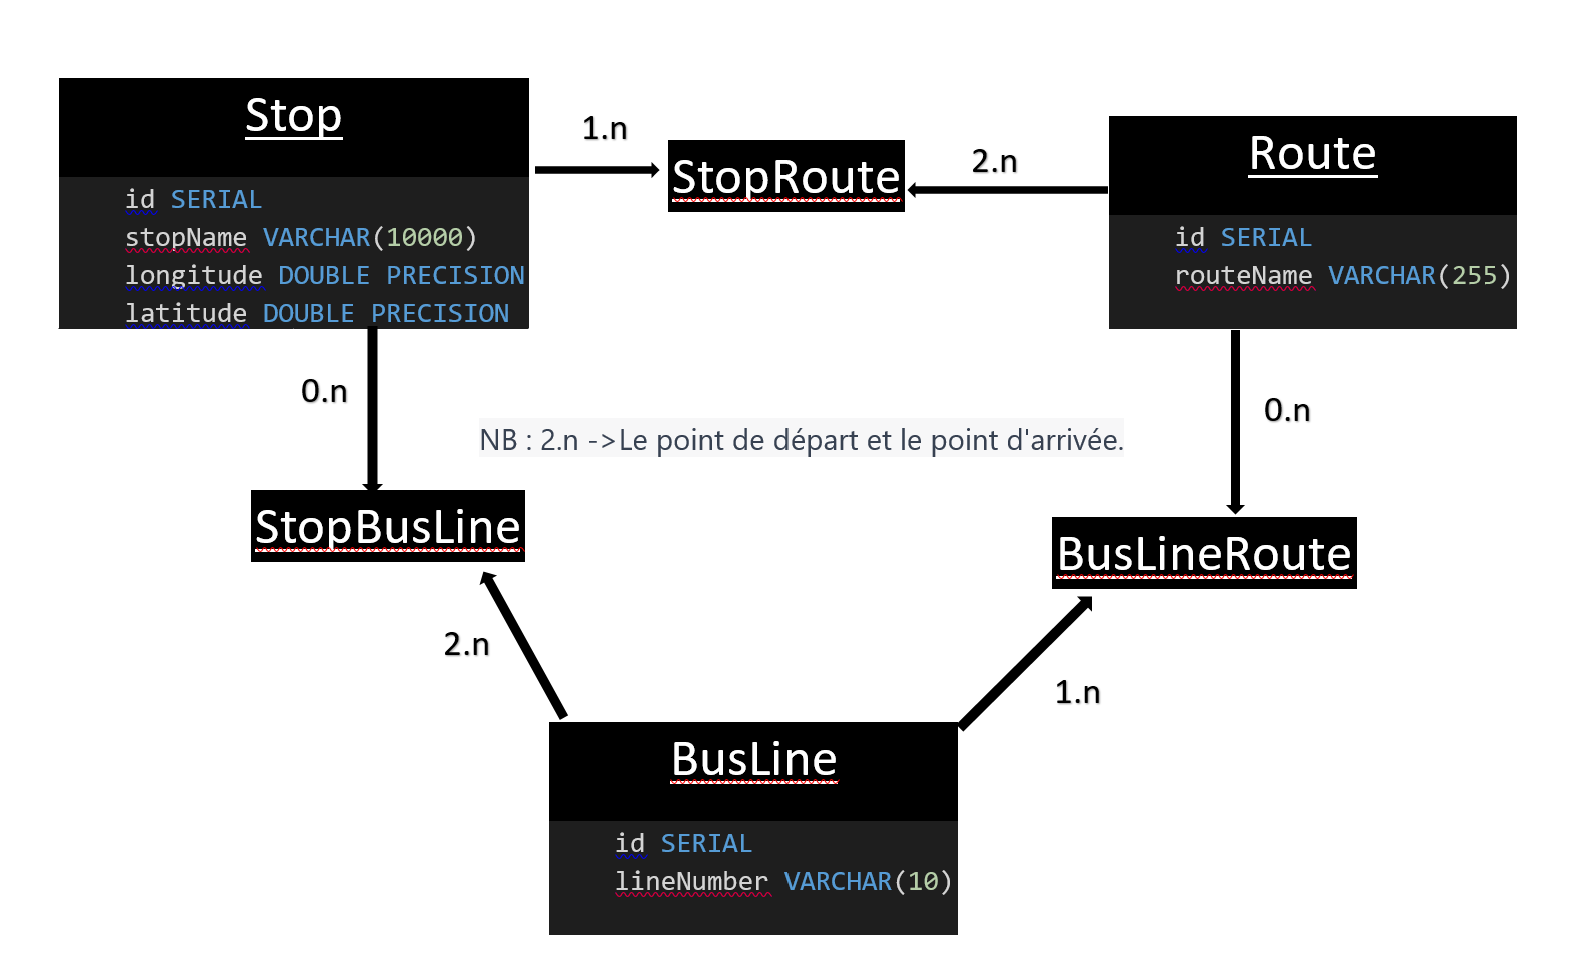 Stop
id SERIAL
stopName VARCHAR(10000)
longitude DOUBLE PRECISION
latitude DOUBLE PRECISION
1.n
StopRoute
2.n
Route
id SERIAL
routeName VARCHAR(255)
0.n
0.n
NB : 2.n ->Le point de départ et le point d'arrivée.
StopBusLine
BusLineRoute
2.n
1.n
BusLine
id SERIAL
lineNumber VARCHAR(10)